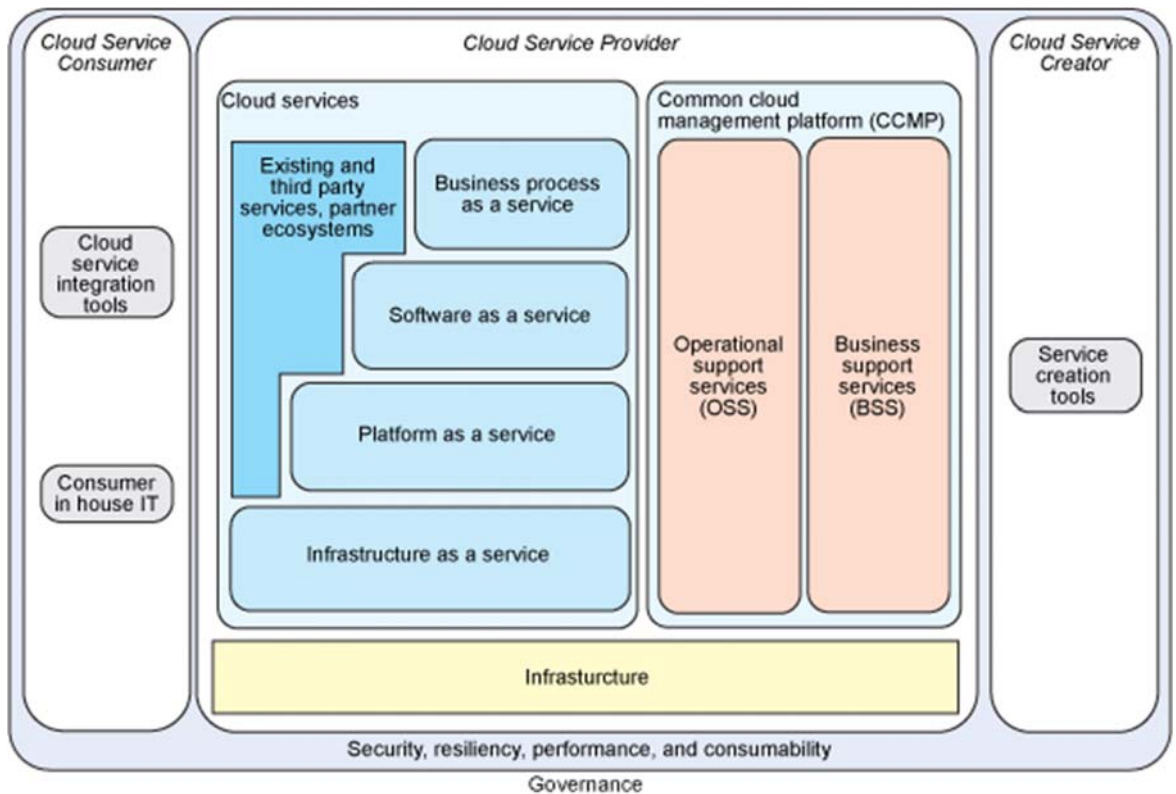 Cloud Service
Consumer
Cloud
service
integration
tools
Consumer
in house IT
Cloud Service Provider
Cloud services
Existing and
third party
services, partner
ecosystems
Business process
as a service
Software as a service
Platform as a service
Infrastructure as a service
Common cloud
management platform (CCMP)
Operational
support
services
(OSS)
Business
support
services
(BSS)
Infrasturcture
Cloud Service
Creator
Service
creation
tools
Security, resiliency, performance, and consumability
Governance